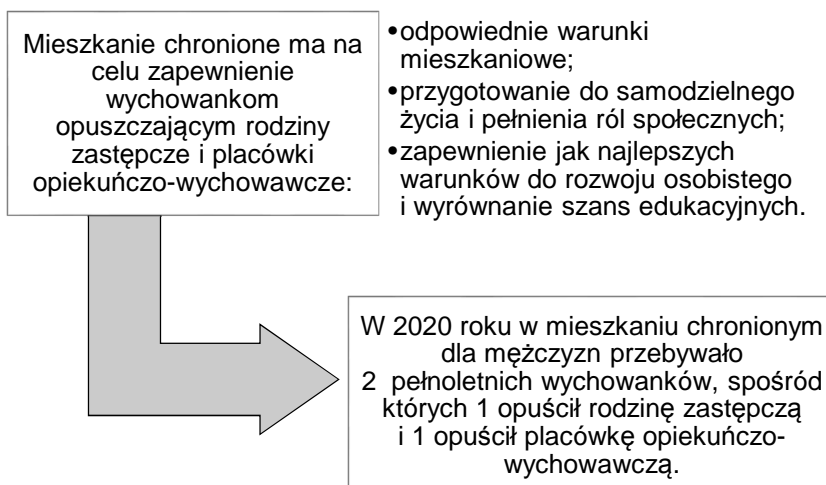 Mieszkanie chronione ma na
celu zapewnienie
wychowankom
opuszczającym rodziny
zastępcze i placówki
opiekuńczo-wychowawcze:
•odpowiednie warunki
mieszkaniowe;
•przygotowanie do samodzielnego
życia i pełnienia ról społecznych;
•zapewnienie jak najlepszych
warunków do rozwoju osobistego
i wyrównanie szans edukacyjnych.
W 2020 roku w mieszkaniu chronionym
dla mężczyzn przebywało
2 pełnoletnich wychowanków, spośród
których 1 opuścił rodzinę zastępczą
i 1 opuścił placówkę opiekuńczo-
wychowawczą.